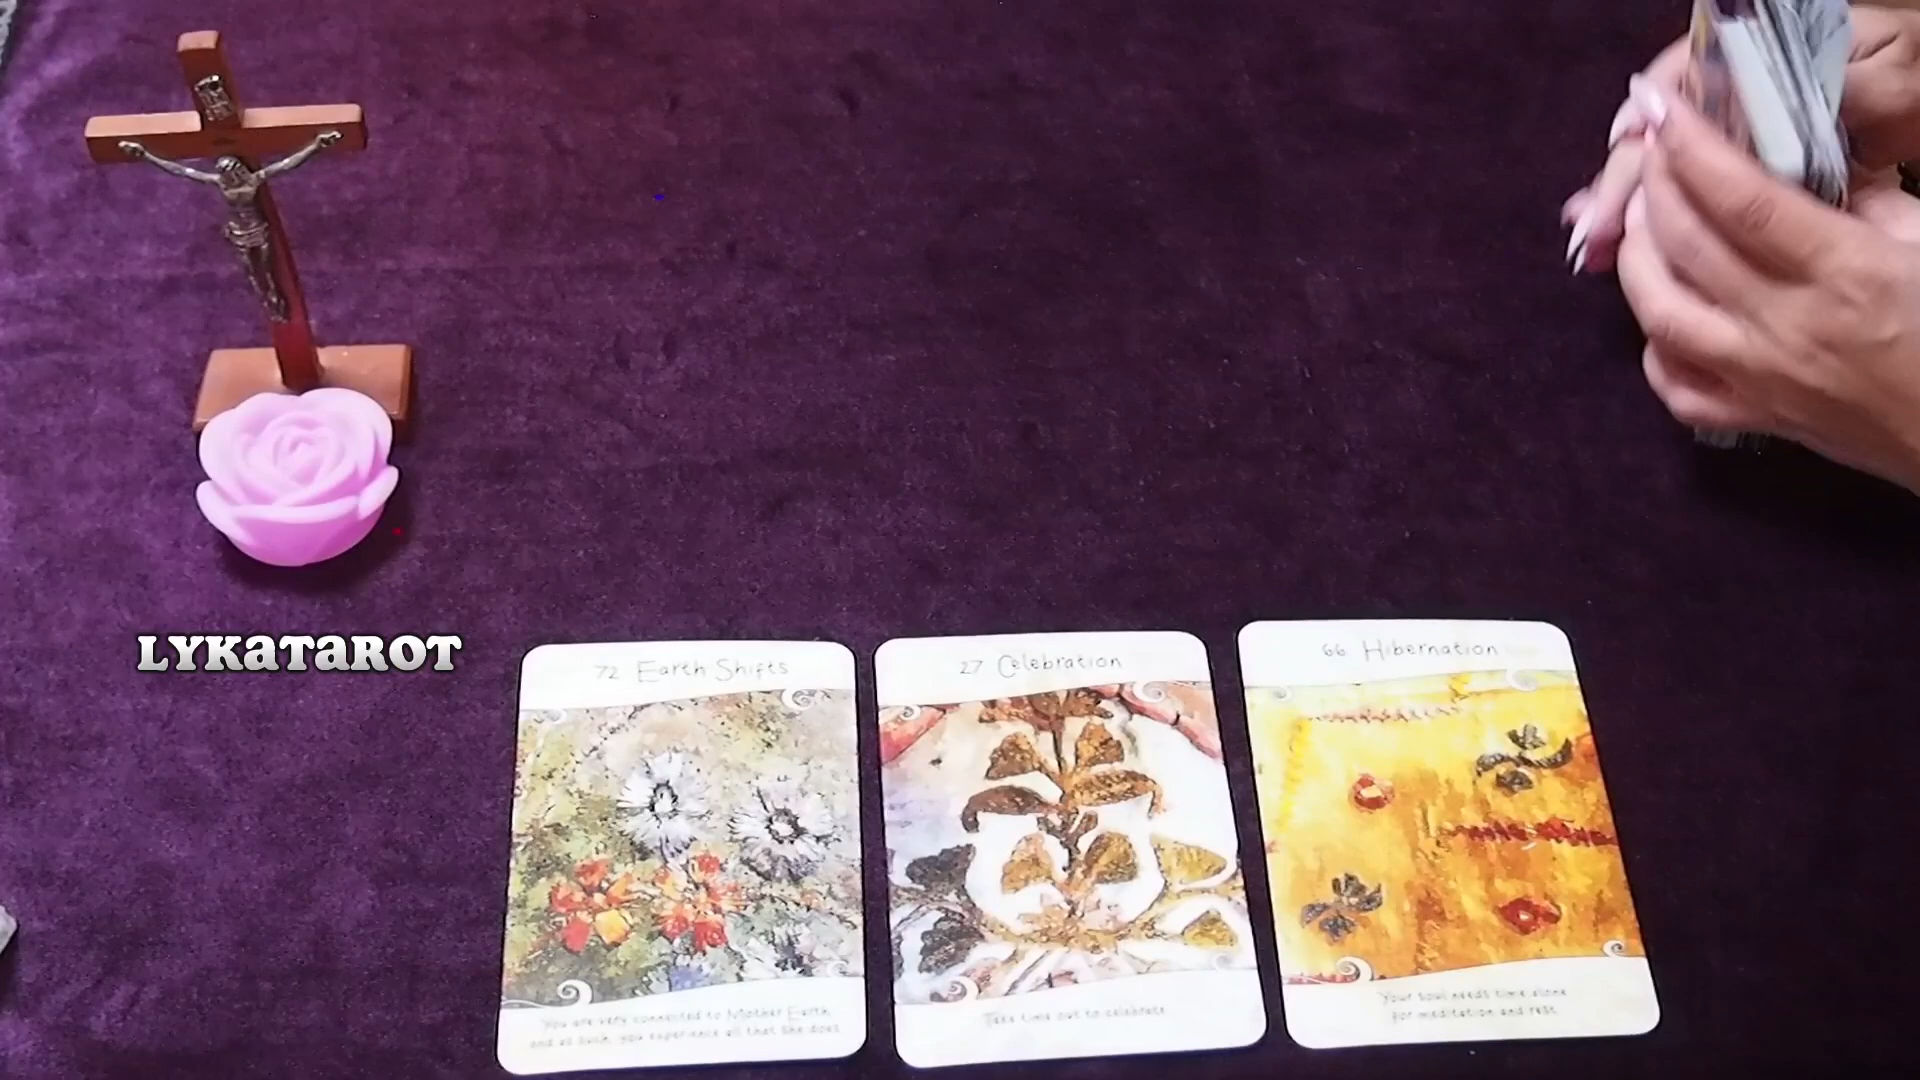 LYKATAROT
72 Earth Shifts
You are very connected to Mother Earth
and as such, you experience all that she does
27 Celebration
Take time out to celebrate
66 Hibernation
Your soul needs time alone
for meditation and rest